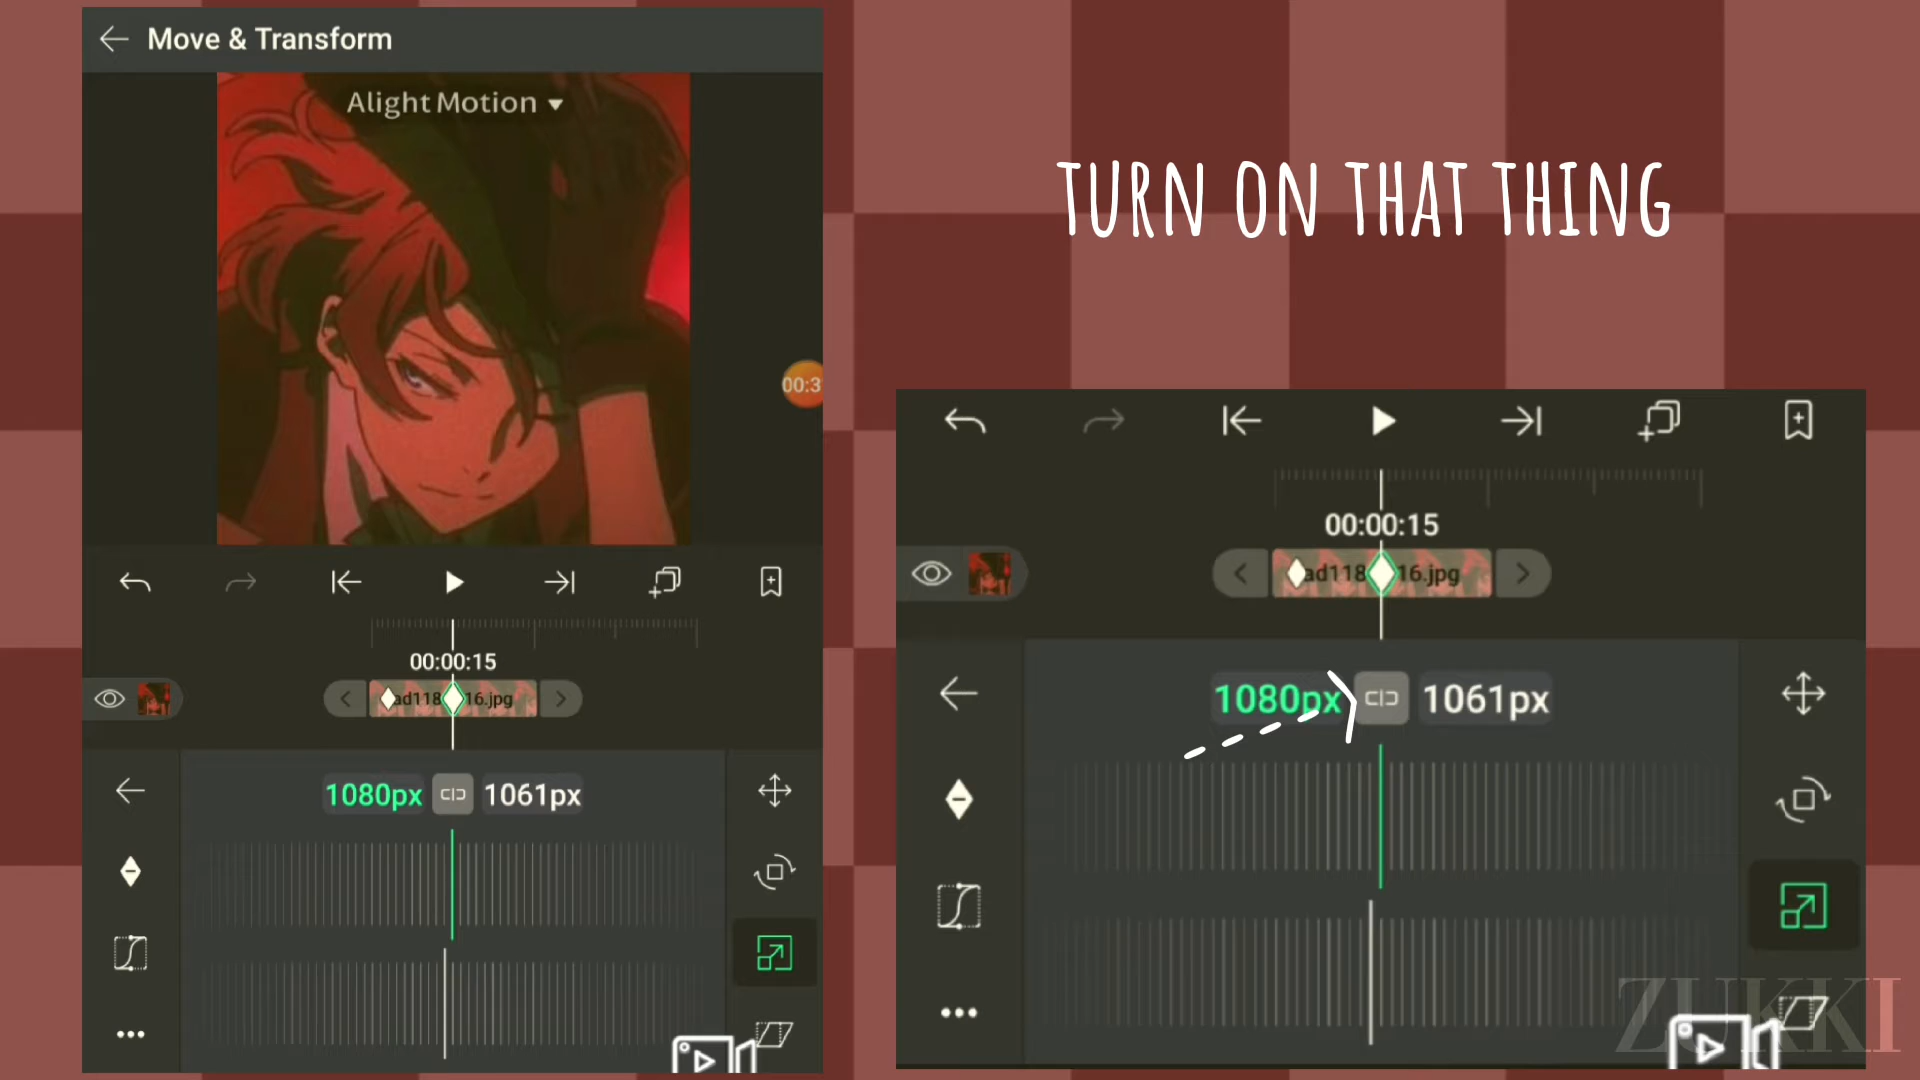 Move & Transform
Alight Motion
00:3
00:00:15
ad118 16.jpg
1080px 1061px
TURN ON THAT THING
00:00:15
ad118 16.jpg
1080px 1061px
ZUKKI